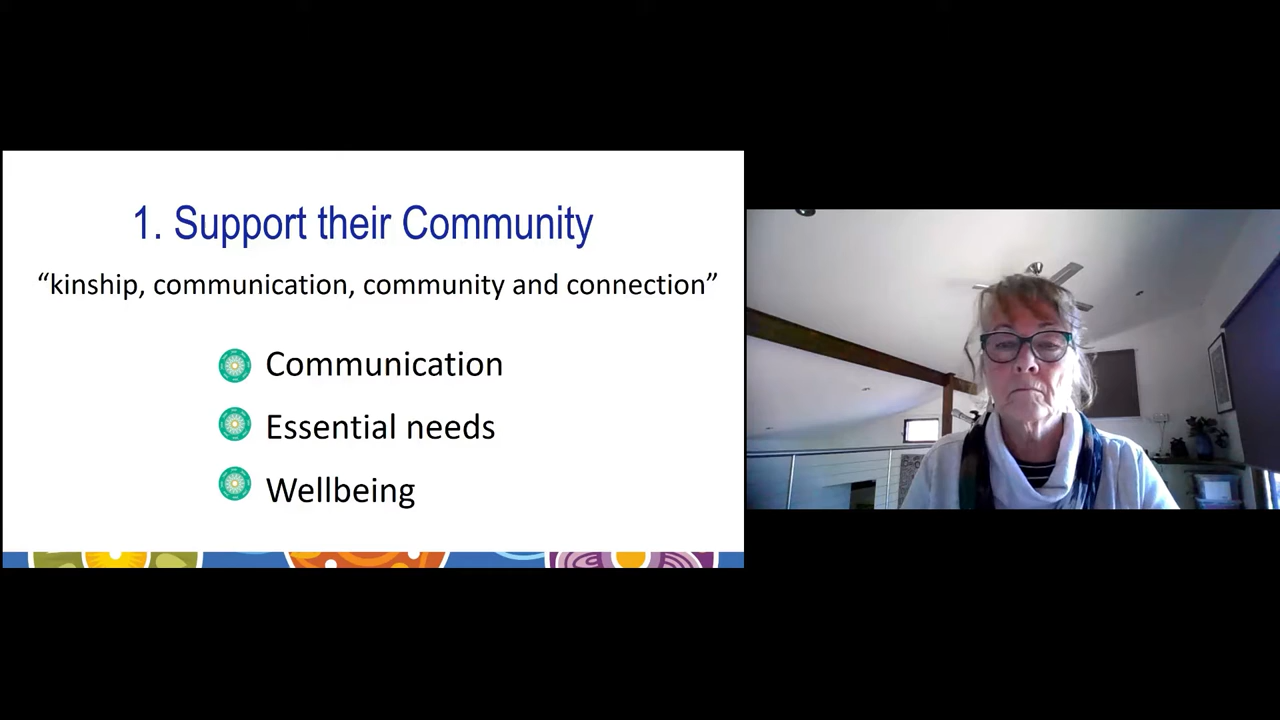 1. Support their Community
“kinship, communication, community and connection”
Communication
Essential needs
Wellbeing